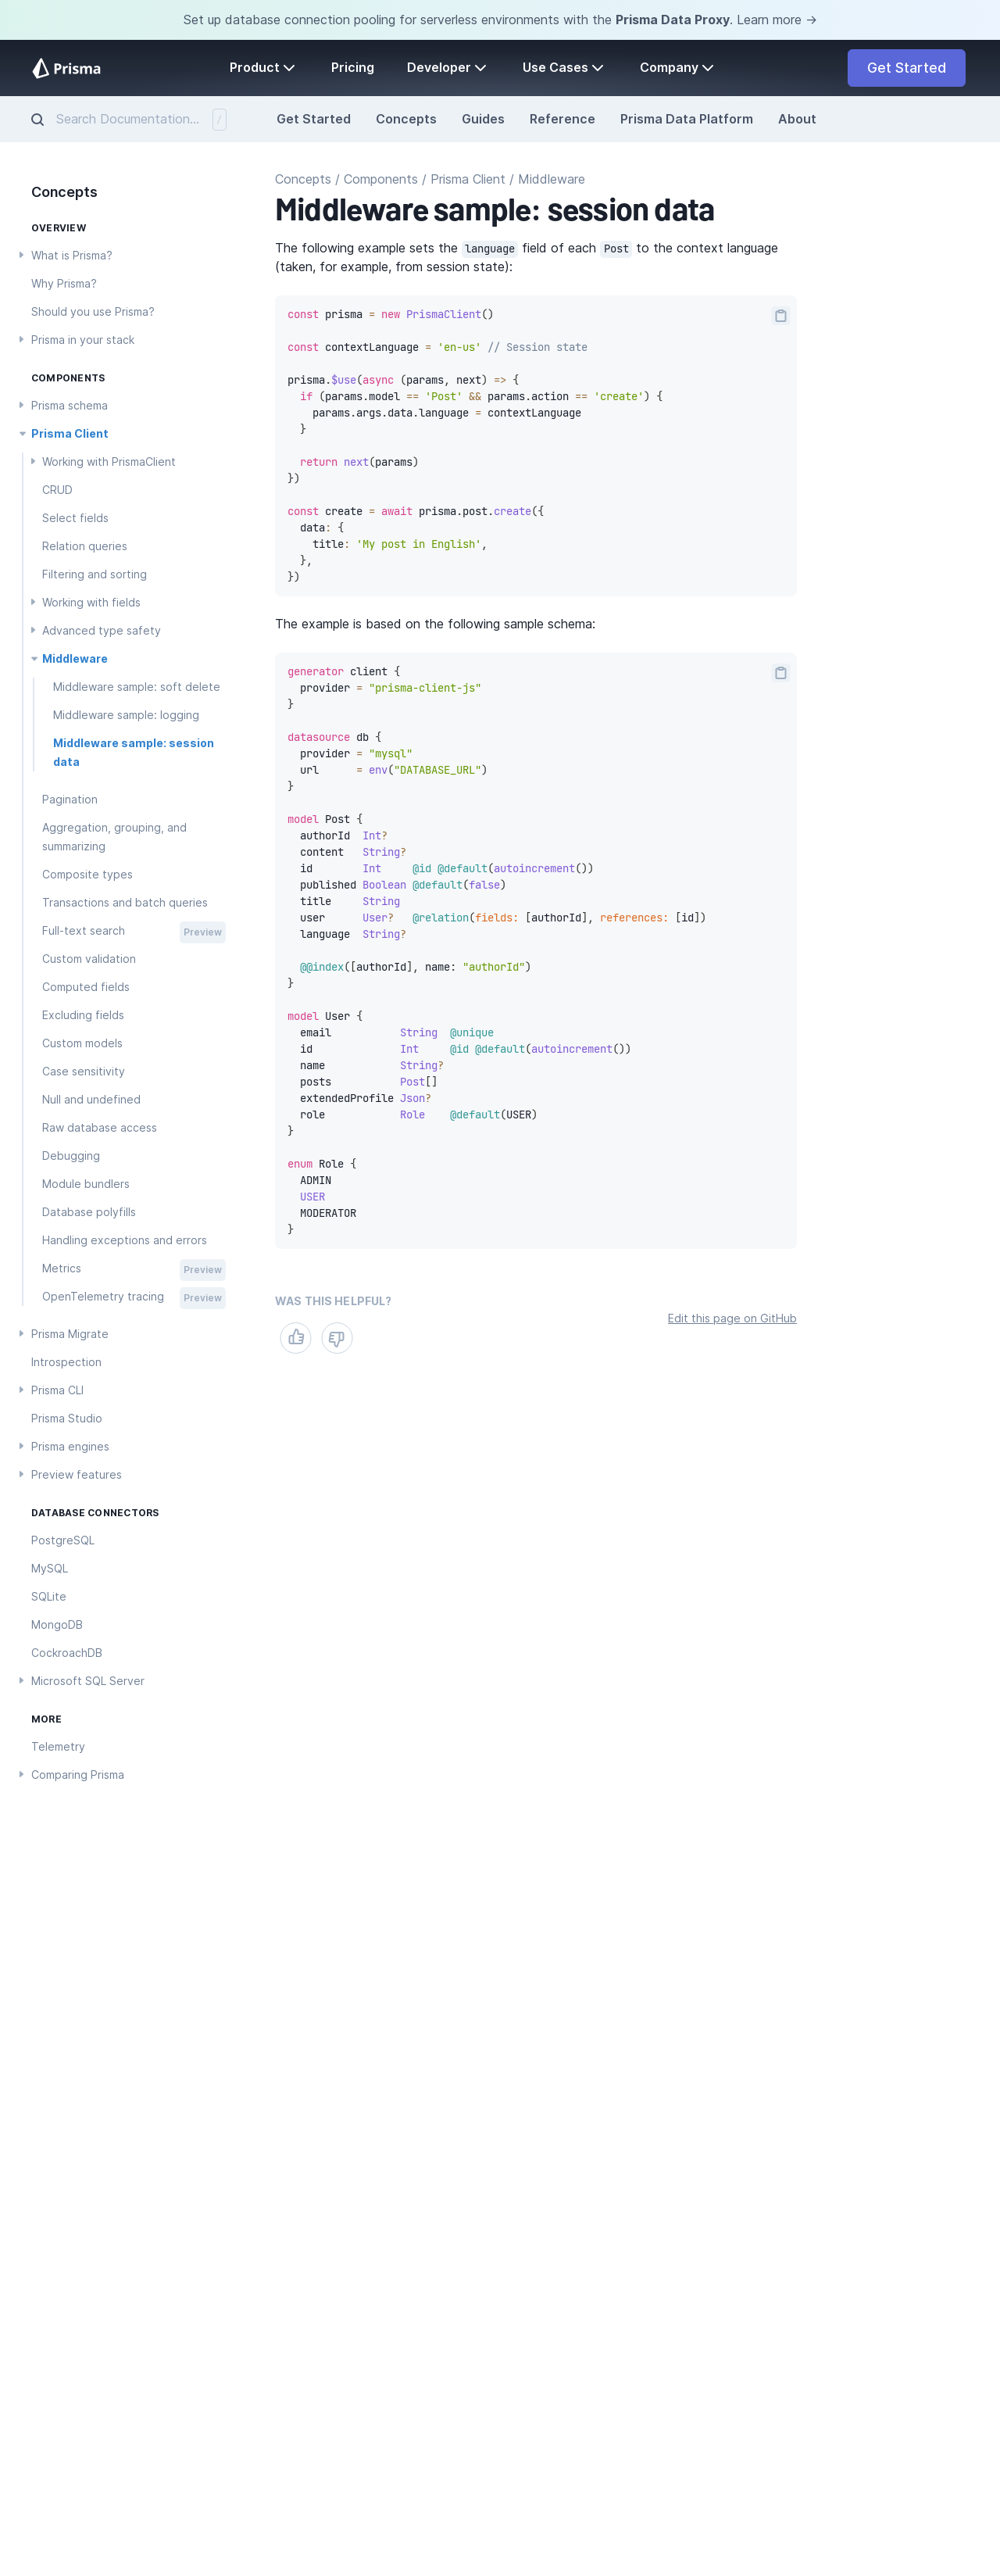 Set up database connection pooling for serverless environments with the Prisma Data Proxy. Learn more →
Prisma
Product
Pricing
Developer
Use Cases
Company
Get Started
Search Documentation... /
Get Started
Concepts
Guides
Reference
Prisma Data Platform
About
Concepts
OVERVIEW
What is Prisma?
Why Prisma?
Should you use Prisma?
Prisma in your stack
COMPONENTS
Prisma schema
Prisma Client
Working with PrismaClient
CRUD
Select fields
Relation queries
Filtering and sorting
Working with fields
Advanced type safety
Middleware
Middleware sample: soft delete
Middleware sample: logging
Middleware sample: session
data
Pagination
Aggregation, grouping, and
summarizing
Composite types
Transactions and batch queries
Full-text search Preview
Custom validation
Computed fields
Excluding fields
Custom models
Case sensitivity
Null and undefined
Raw database access
Debugging
Module bundlers
Database polyfills
Handling exceptions and errors
Metrics Preview
OpenTelemetry tracing Preview
Prisma Migrate
Introspection
Prisma CLI
Prisma Studio
Prisma engines
Preview features
DATABASE CONNECTORS
PostgreSQL
MySQL
SQLite
MongoDB
CockroachDB
Microsoft SQL Server
MORE
Telemetry
Comparing Prisma
Concepts / Components / Prisma Client / Middleware
Middleware sample: session data
The following example sets the language field of each Post to the context language
(taken, for example, from session state):
const prisma = new PrismaClient()
const contextLanguage = 'en-us' // Session state
prisma.$use(async (params, next) => {
  if (params.model == 'Post' && params.action == 'create') {
    params.args.data.language = contextLanguage
  }
  return next(params)
})
const create = await prisma.post.create({
  data: {
    title: 'My post in English',
  },
})
The example is based on the following sample schema:
generator client {
  provider = "prisma-client-js"
}
datasource db {
  provider = "mysql"
  url      = env("DATABASE_URL")
}
model Post {
  authorId  Int?
  content   String?
  id        Int     @id @default(autoincrement())
  published Boolean @default(false)
  title     String
  user      User?   @relation(fields: [authorId], references: [id])
  language  String?
  @@index([authorId], name: "authorId")
}
model User {
  email           String  @unique
  id              Int     @id @default(autoincrement())
  name            String?
  posts           Post[]
  extendedProfile Json?
  role            Role    @default(USER)
}
enum Role {
  ADMIN
  USER
  MODERATOR
}
WAS THIS HELPFUL?
Edit this page on GitHub